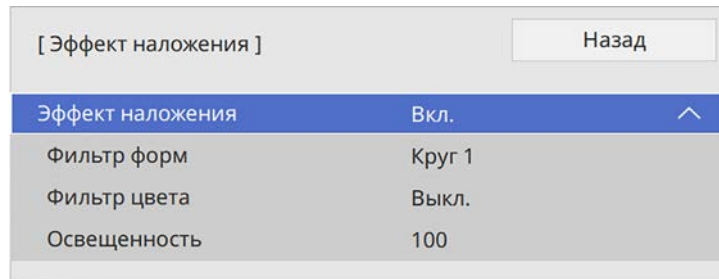 [ Эффект наложения ] Назад
Эффект наложения Вкл.
Фильтр форм Круг 1
Фильтр цвета Выкл.
Освещенность 100